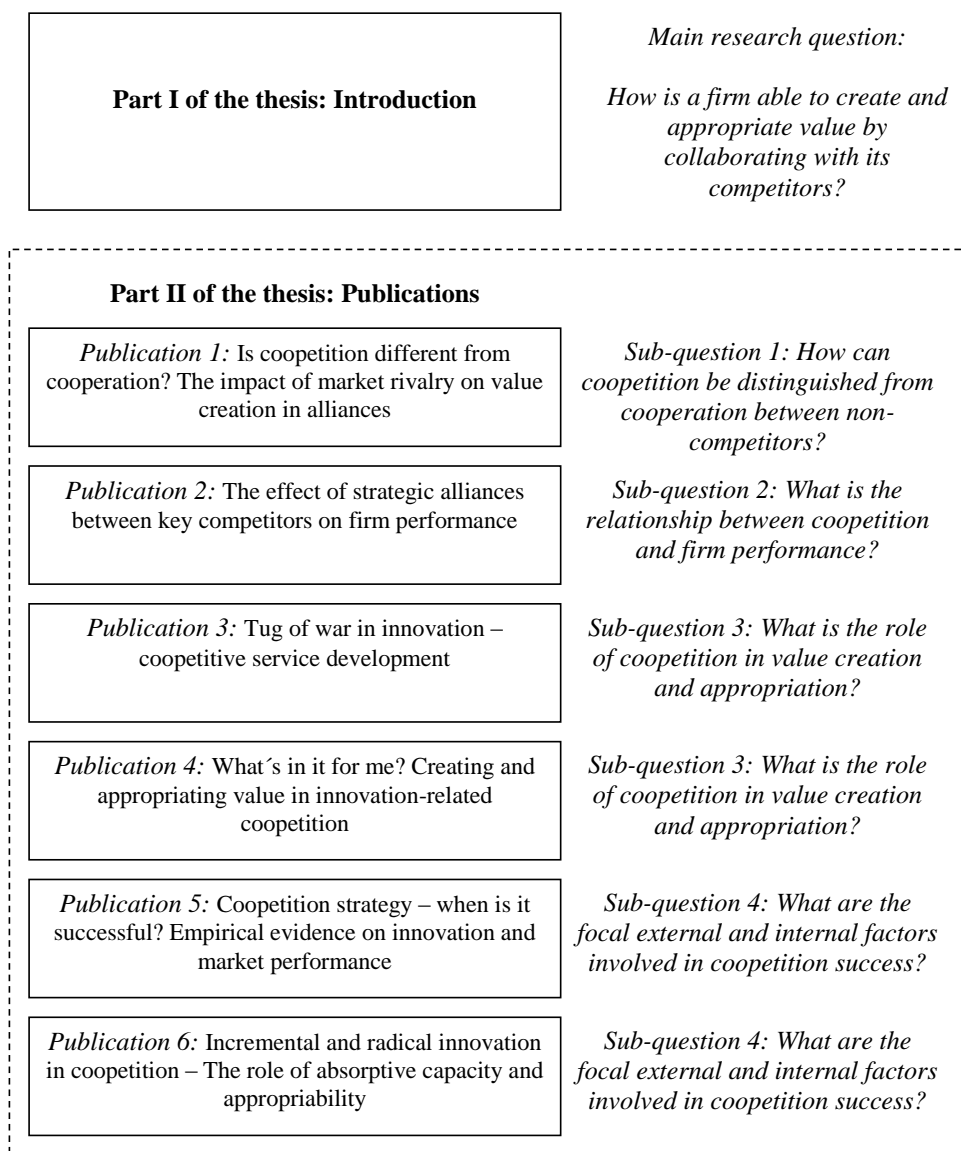 Part I of the thesis: Introduction
Main research question:
How is a firm able to create and
appropriate value by
collaborating with its
competitors?
Part II of the thesis: Publications
Publication 1: Is coopetition different from
cooperation? The impact of market rivalry on value
creation in alliances
Sub-question 1: How can
coopetition be distinguished from
cooperation between non-
competitors?
Publication 2: The effect of strategic alliances
between key competitors on firm performance
Sub-question 2: What is the
relationship between coopetition
and firm performance?
Publication 3: Tug of war in innovation –
coopetitive service development
Sub-question 3: What is the role
of coopetition in value creation
and appropriation?
Publication 4: What´s in it for me? Creating and
appropriating value in innovation-related
coopetition
Sub-question 3: What is the role
of coopetition in value creation
and appropriation?
Publication 5: Coopetition strategy – when is it
successful? Empirical evidence on innovation and
market performance
Sub-question 4: What are the
focal external and internal factors
involved in coopetition success?
Publication 6: Incremental and radical innovation
in coopetition – The role of absorptive capacity and
appropriability
Sub-question 4: What are the
focal external and internal factors
involved in coopetition success?